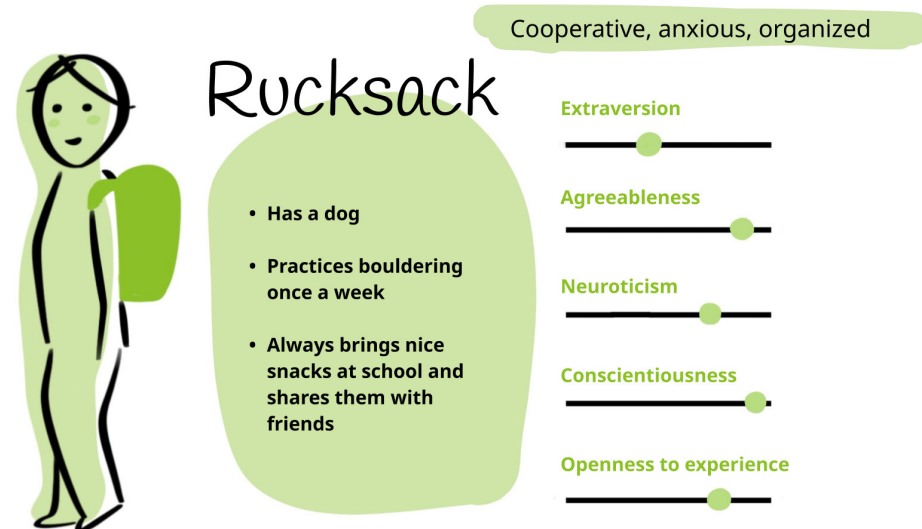 Cooperative, anxious, organized
Rucksack
• Has a dog
• Practices bouldering
once a week
• Always brings nice
snacks at school and
shares them with
friends
Extraversion
Agreeableness
Neuroticism
Conscientiousness
Openness to experience